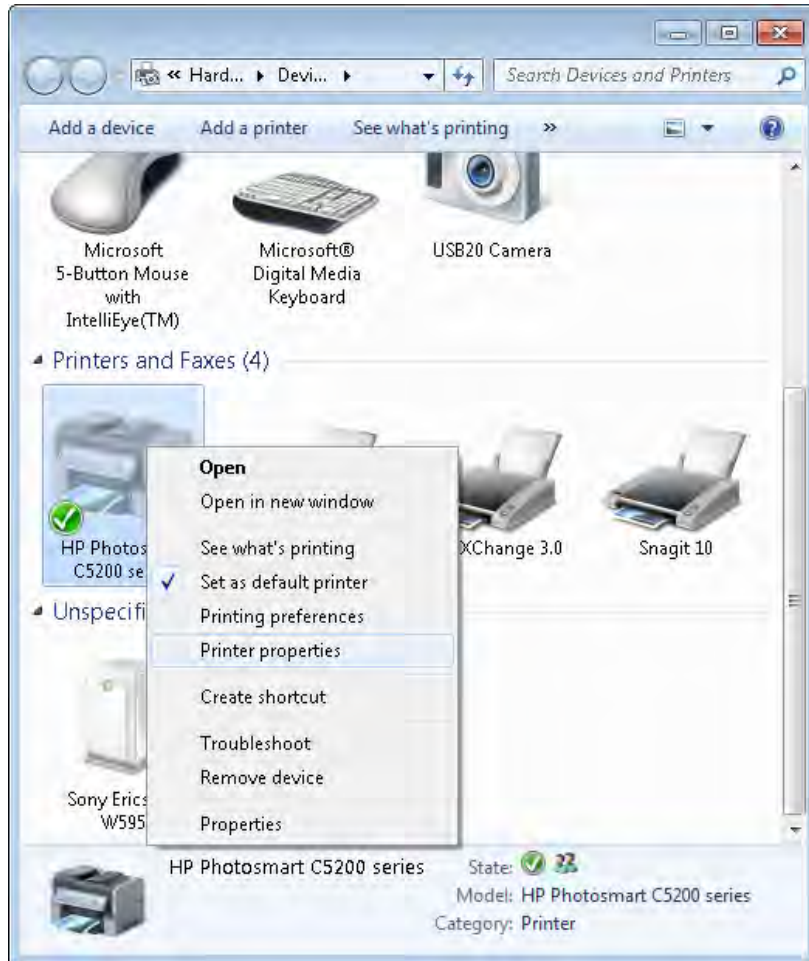 Hard... Devi...
Search Devices and Printers
Add a device Add a printer See what's printing »
Microsoft
5-Button Mouse
with
IntelliEye(TM)
Microsoft®
Digital Media
Keyboard
USB20 Camera
Printers and Faxes (4)
HP Photos
C5200 se
XChange 3.0
Snagit 10
Unspecifi
Sony Erics
W595
Open
Open in new window
See what's printing
Set as default printer
Printing preferences
Printer properties
Create shortcut
Troubleshoot
Remove device
Properties
HP Photosmart C5200 series
State:
Model: HP Photosmart C5200 series
Category: Printer